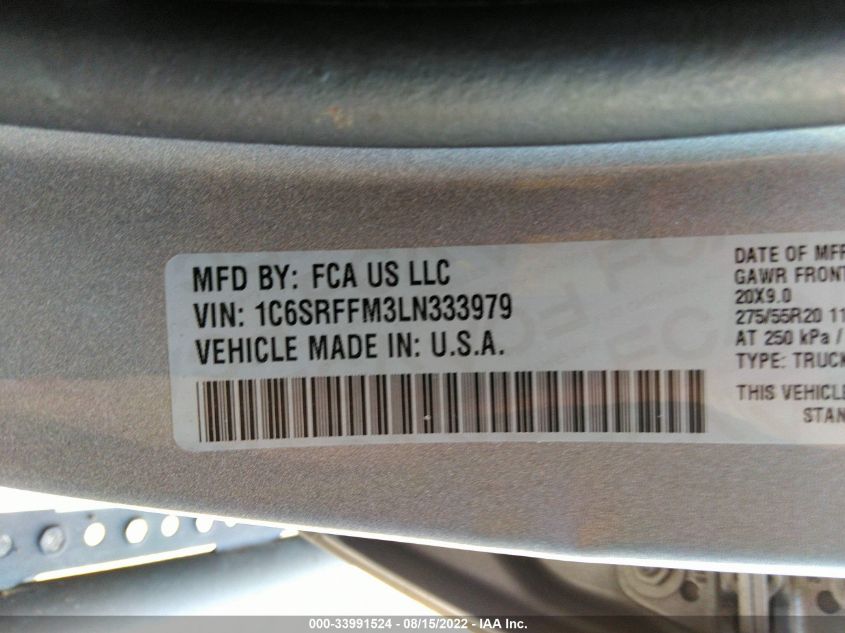 MFD BY: FCA US LLC
VIN: 1C6SRFFM3LN333979
VEHICLE MADE IN: U.S.A.
DATE OF MFR
GAWR FRONT
20X9.0
275/55R20 11
AT 250 kPa /
TYPE: TRUCK
THIS VEHICLE
STAN
000-33991524 - 08/15/2022 - IAA Inc.